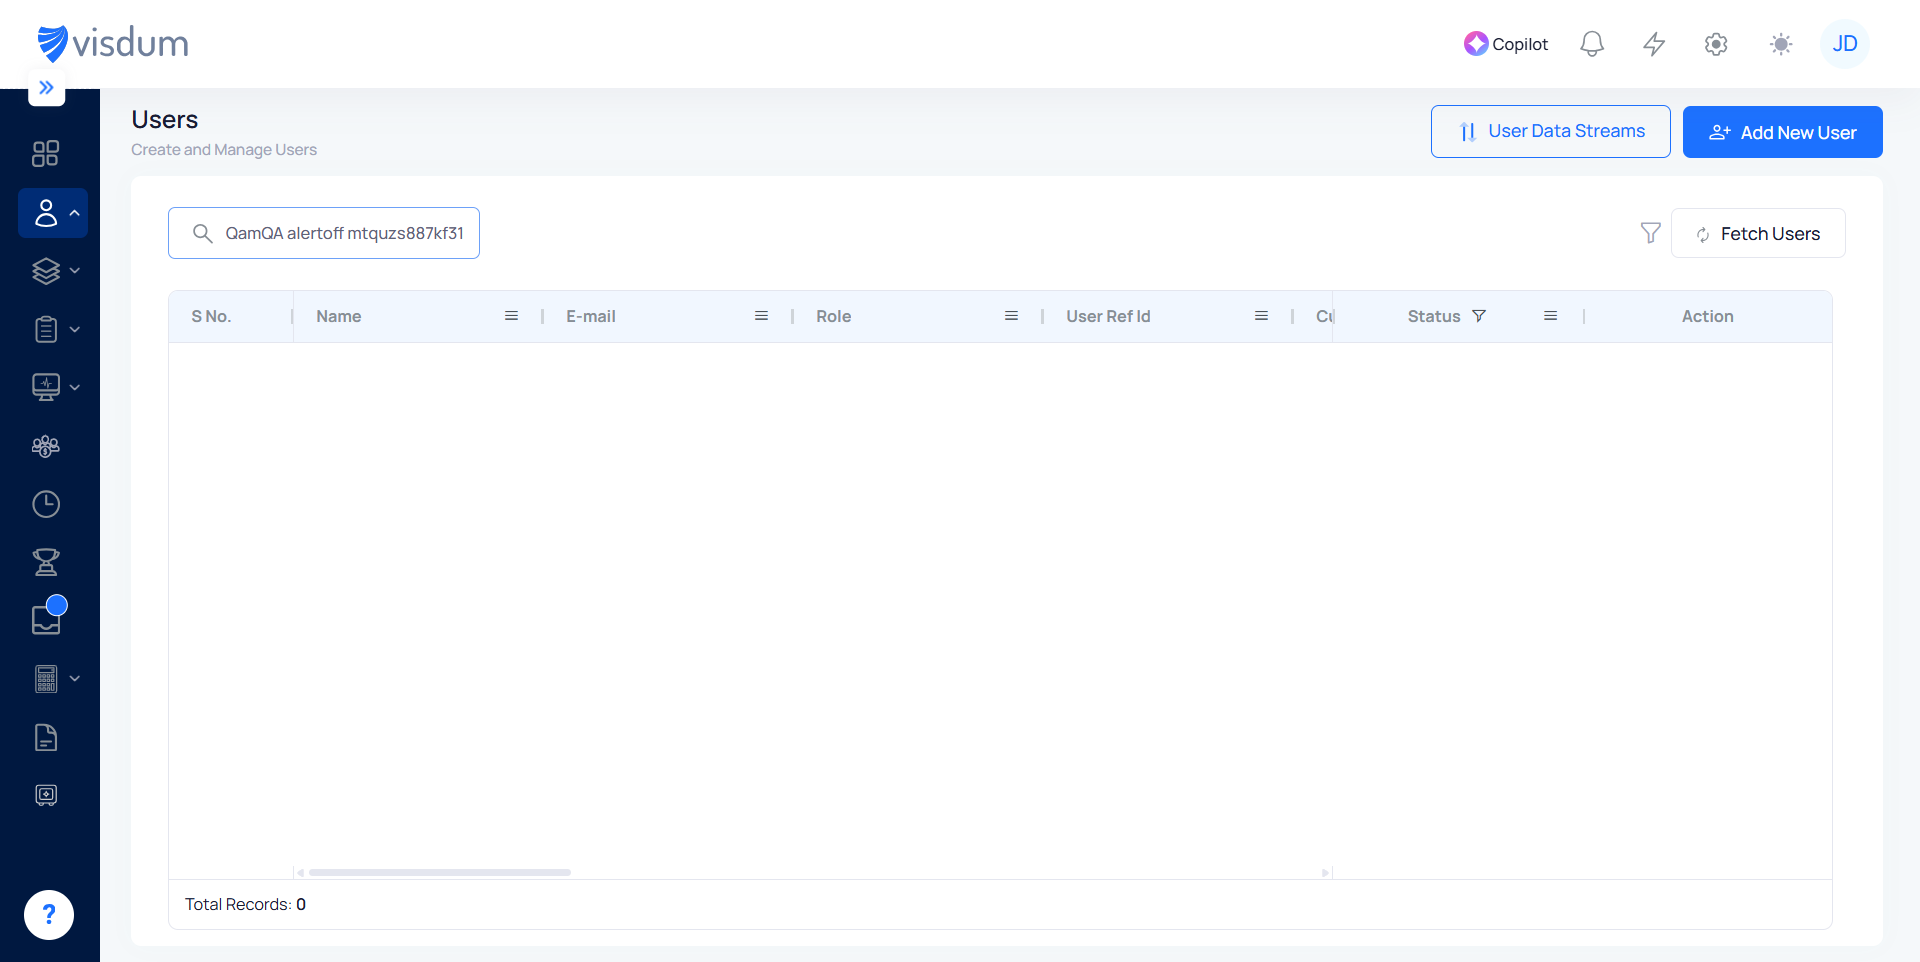 visdum
Copilot
JD
Users
Create and Manage Users
User Data Streams
Add New User
QamQA alertoff mtquzs887kf31
Fetch Users
S No.
Name
E-mail
Role
User Ref Id
Cu
Status
Action
Total Records: 0
?